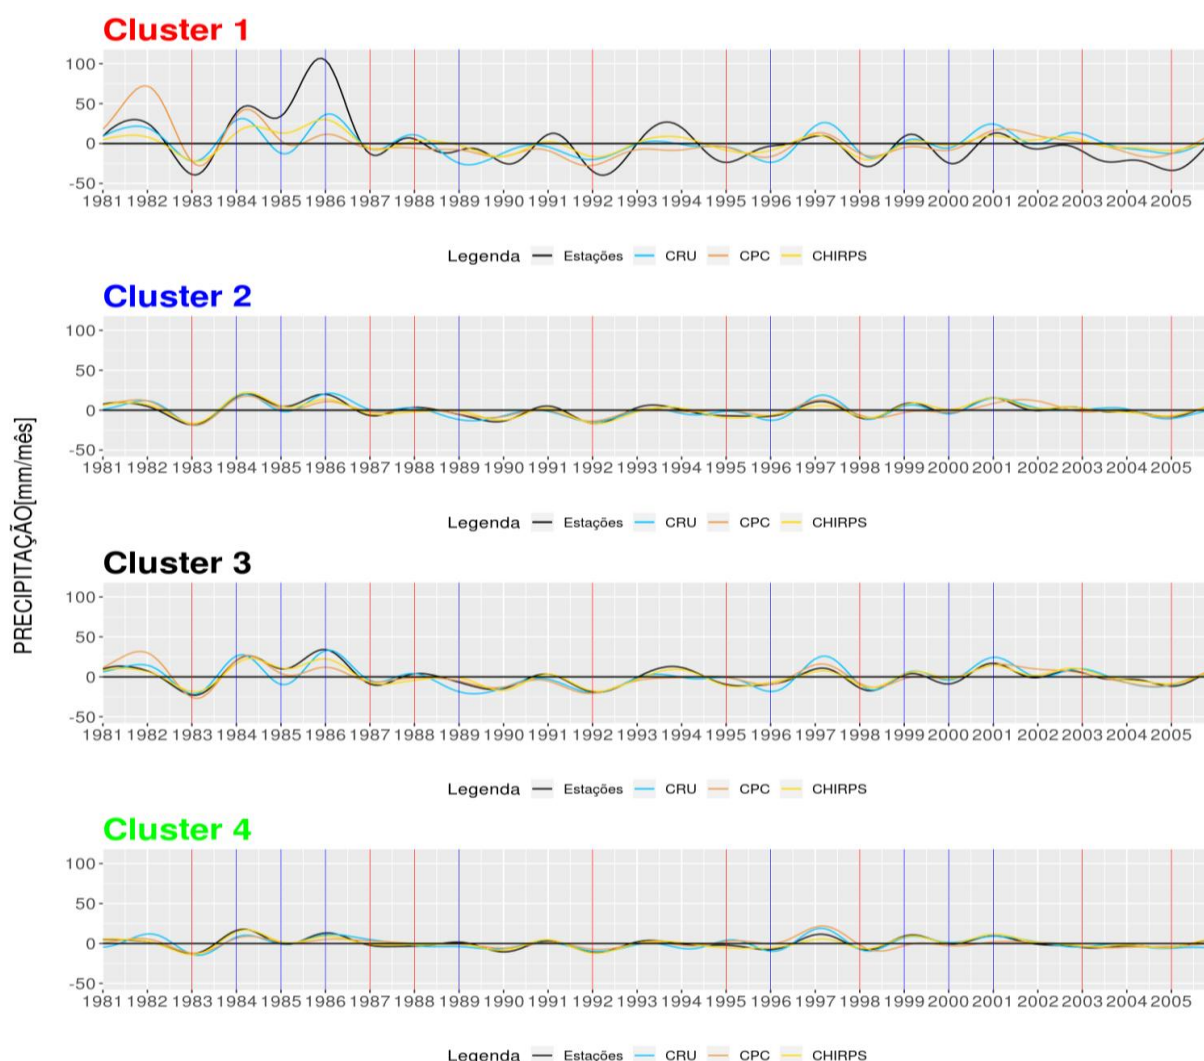 Cluster 1
100
50
0
-50
1981 1982 1983 1984 1985 1986 1987 1988 1989 1990 1991 1992 1993 1994 1995 1996 1997 1998 1999 2000 2001 2002 2003 2004 2005
Legenda Estações CRU CPC CHIRPS
Cluster 2
100
50
0
-50
1981 1982 1983 1984 1985 1986 1987 1988 1989 1990 1991 1992 1993 1994 1995 1996 1997 1998 1999 2000 2001 2002 2003 2004 2005
Legenda Estações CRU CPC CHIRPS
PRECIPITAÇÃO[mm/mês]
Cluster 3
100
50
0
-50
1981 1982 1983 1984 1985 1986 1987 1988 1989 1990 1991 1992 1993 1994 1995 1996 1997 1998 1999 2000 2001 2002 2003 2004 2005
Legenda Estações CRU CPC CHIRPS
Cluster 4
100
50
0
-50
1981 1982 1983 1984 1985 1986 1987 1988 1989 1990 1991 1992 1993 1994 1995 1996 1997 1998 1999 2000 2001 2002 2003 2004 2005
Legenda Estações CRU CPC CHIRPS